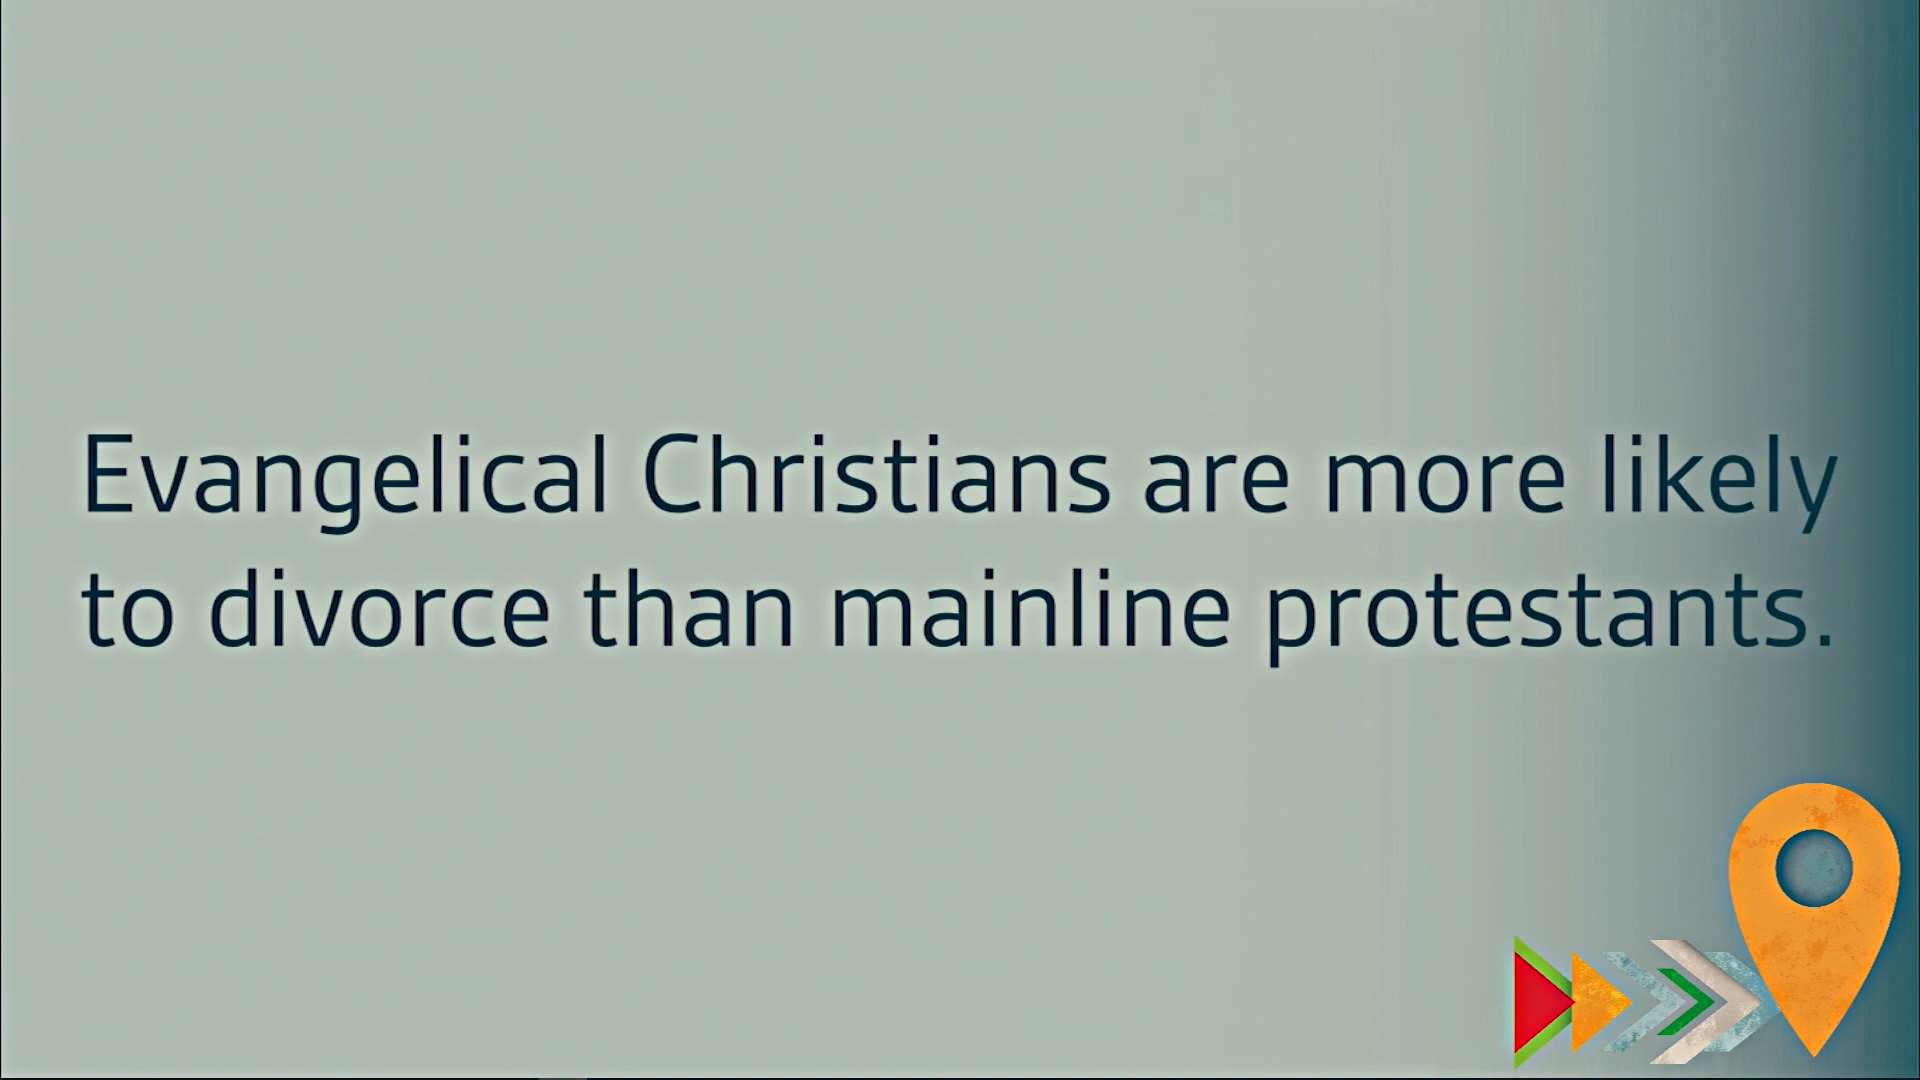 Evangelical Christians are more likely
to divorce than mainline protestants.